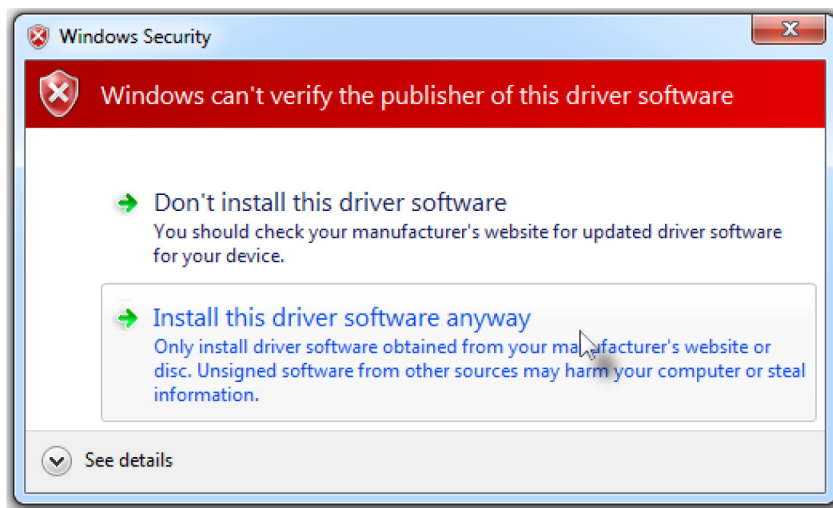 Windows Security
Windows can't verify the publisher of this driver software
Don't install this driver software
You should check your manufacturer's website for updated driver software
for your device.
Install this driver software anyway
Only install driver software obtained from your manufacturer's website or
disc. Unsigned software from other sources may harm your computer or steal
information.
See details